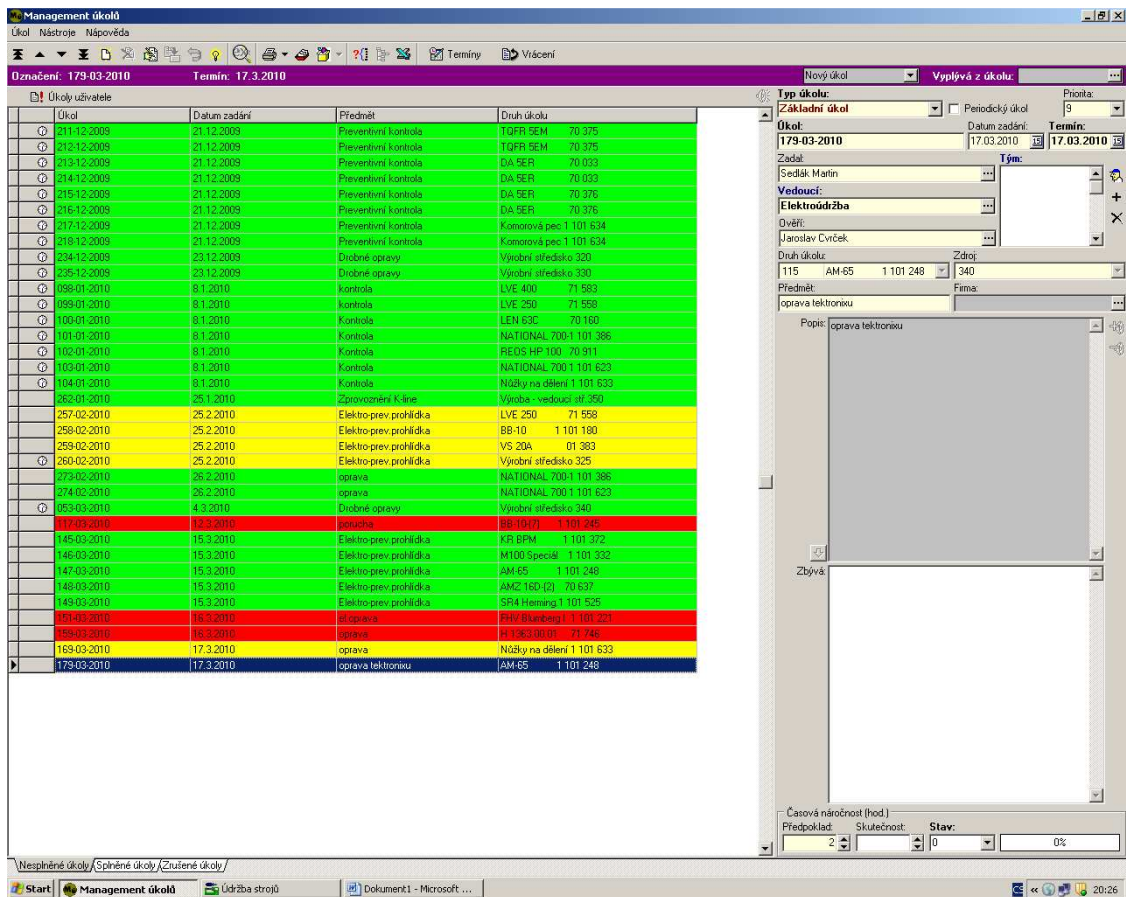 Management úkolů
Úkol Nástroje Nápověda
Termíny Vrácení
Označení: 179-03-2010 Termín: 17.3.2010 Nový úkol Vyplývá z úkolu:
Úkoly uživatele
Úkol Datum zadání Předmět Druh úkolu
211-12-2009 21.12.2009 Preventivní kontrola TQFR 5EM 70 375
212-12-2009 21.12.2009 Preventivní kontrola TQFR 5EM 70 375
213-12-2009 21.12.2009 Preventivní kontrola DA 5ER 70 033
214-12-2009 21.12.2009 Preventivní kontrola DA 5ER 70 033
215-12-2009 21.12.2009 Preventivní kontrola DA 5ER 70 376
216-12-2009 21.12.2009 Preventivní kontrola DA 5ER 70 376
217-12-2009 21.12.2009 Preventivní kontrola Komorová pec 1 101 634
218-12-2009 21.12.2009 Preventivní kontrola Komorová pec 1 101 634
234-12-2009 23.12.2009 Drobné opravy Výrobní středisko 320
235-12-2009 23.12.2009 Drobné opravy Výrobní středisko 330
098-01-2010 8.1.2010 kontrola LVE 400 71 583
099-01-2010 8.1.2010 kontrola LVE 250 71 558
100-01-2010 8.1.2010 Kontrola LEN 63C 70 160
101-01-2010 8.1.2010 Kontrola NATIONAL 700-1 101 386
102-01-2010 8.1.2010 Kontrola REOS HP 100 70 911
103-01-2010 8.1.2010 Kontrola NATIONAL 700 1 101 623
104-01-2010 8.1.2010 Kontrola Nůžky na dělení 1 101 633
262-01-2010 25.1.2010 Zprovoznění K-line Výroba - vedoucí stř.350
257-02-2010 25.2.2010 Elektro-prev.prohlídka LVE 250 71 558
258-02-2010 25.2.2010 Elektro-prev.prohlídka BB-10 1 101 180
259-02-2010 25.2.2010 Elektro-prev.prohlídka VS 20A 01 383
260-02-2010 25.2.2010 Elektro-prev.prohlídka Výrobní středisko 325
273-02-2010 26.2.2010 oprava NATIONAL 700-1 101 386
274-02-2010 26.2.2010 oprava NATIONAL 700 1 101 623
053-03-2010 4.3.2010 Drobné opravy Výrobní středisko 340
117-03-2010 12.3.2010 porucha BB-10-(7) 1 101 245
145-03-2010 15.3.2010 Elektro-prev.prohlídka KR BPM 1 101 372
146-03-2010 15.3.2010 Elektro-prev.prohlídka M100 Speciál 1 101 332
147-03-2010 15.3.2010 Elektro-prev.prohlídka AM-65 1 101 248
148-03-2010 15.3.2010 Elektro-prev.prohlídka AMZ 16D-(2) 70 637
149-03-2010 15.3.2010 Elektro-prev.prohlídka SR4 Heming.1 101 525
151-03-2010 16.3.2010 el.oprava FHV Blumberg I. 1 101 221
159-03-2010 16.3.2010 oprava H 1363.00.01 71 746
169-03-2010 17.3.2010 oprava Nůžky na dělení 1 101 633
179-03-2010 17.3.2010 oprava tektronixu AM-65 1 101 248
Typ úkolu: Priorita:
Základní úkol Periodický úkol 9
Úkol: Datum zadání: Termín:
179-03-2010 17.03.2010 15 17.03.2010 15
Zadal: Tým:
Sedlák Martin
Vedoucí:
Elektroúdržba
Ověří:
Jaroslav Cvrček
Druh úkolu: Zdroj:
115 AM-65 1 101 248 340
Předmět: Firma:
oprava tektronixu
Popis: oprava tektronixu
Zbývá:
Časová náročnost (hod.)
Předpoklad: Skutečnost: Stav:
2 0 0%
Nesplněné úkoly Splněné úkoly Zrušené úkoly
Start Management úkolů Údržba strojů Dokument1 - Microsoft ... CS « 20:26